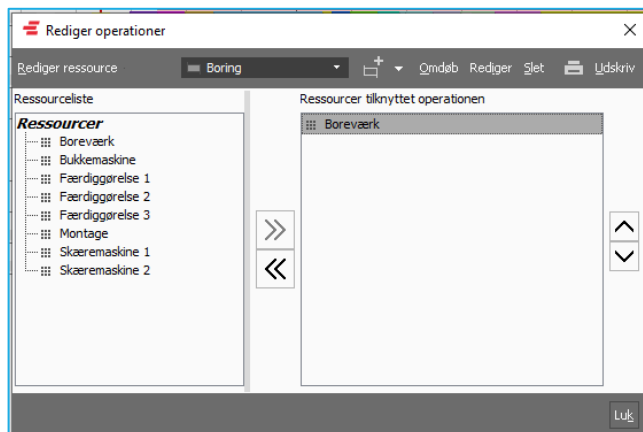 Rediger operationer
Rediger ressource Boring Omdøb Rediger Slet Udskriv
Ressourceliste
Ressourcer
Boreværk
Bukkemaskine
Færdiggørelse 1
Færdiggørelse 2
Færdiggørelse 3
Montage
Skæremaskine 1
Skæremaskine 2
Ressourcer tilknyttet operationen
Boreværk
Luk